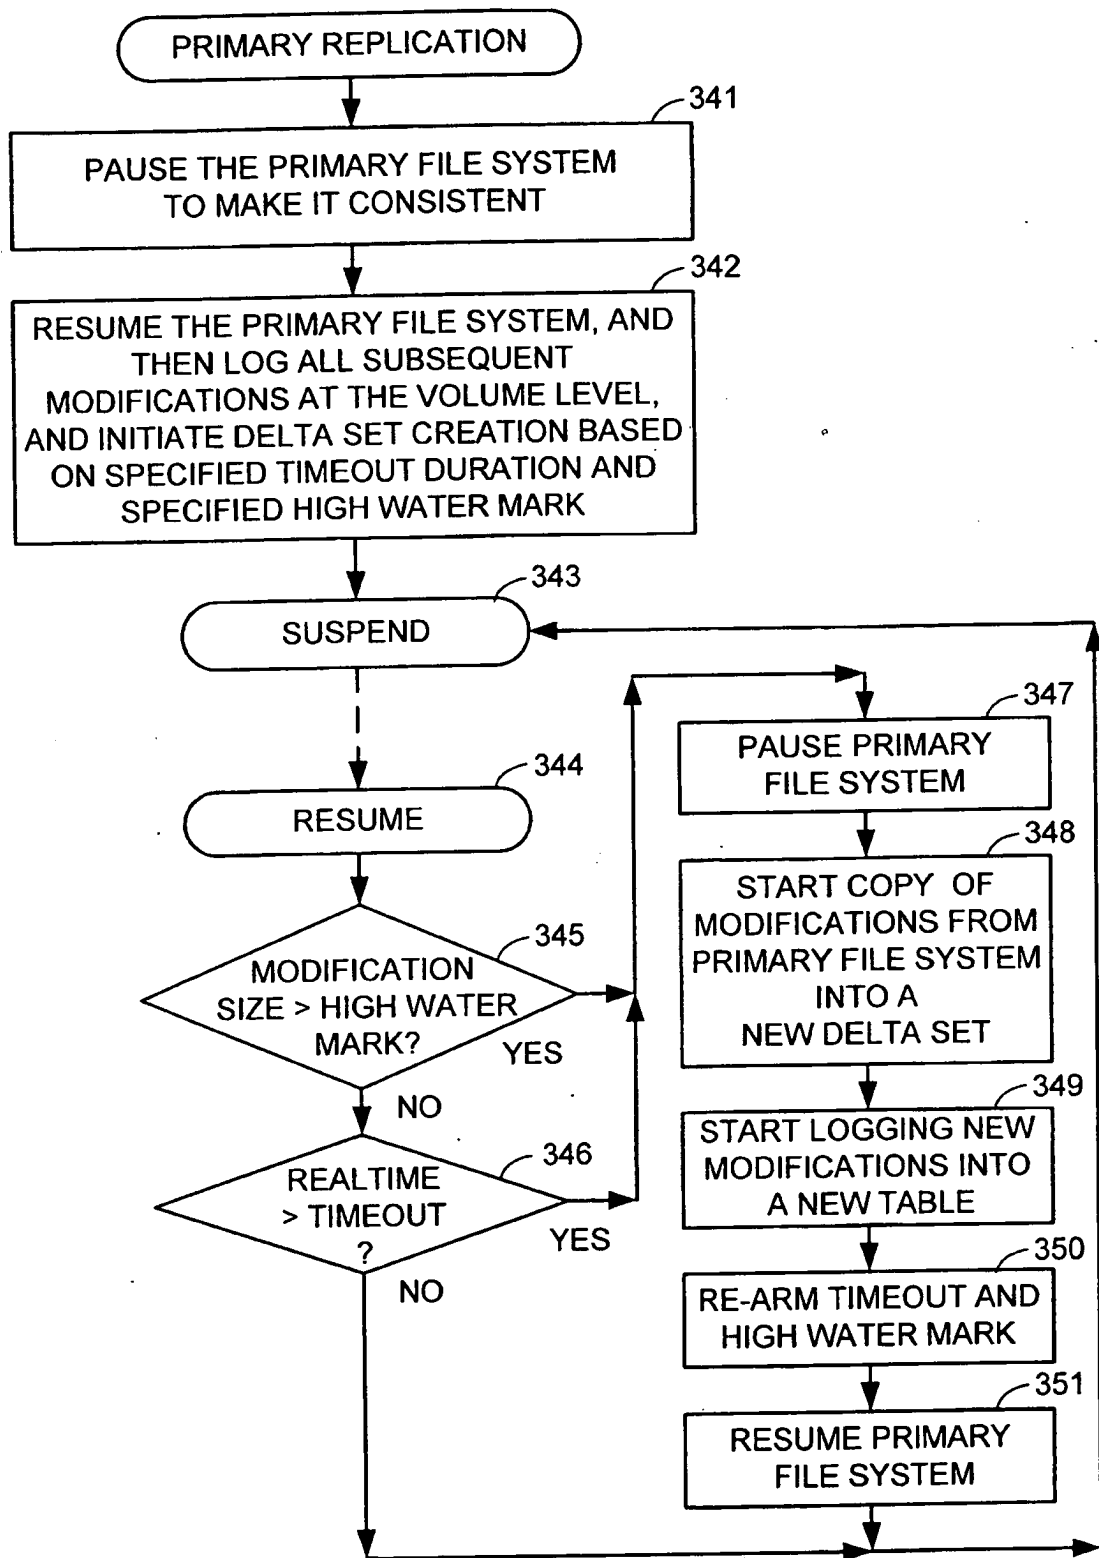 PRIMARY REPLICATION
341
PAUSE THE PRIMARY FILE SYSTEM
TO MAKE IT CONSISTENT
342
RESUME THE PRIMARY FILE SYSTEM, AND
THEN LOG ALL SUBSEQUENT
MODIFICATIONS AT THE VOLUME LEVEL,
AND INITIATE DELTA SET CREATION BASED
ON SPECIFIED TIMEOUT DURATION AND
SPECIFIED HIGH WATER MARK
343
SUSPEND
344
RESUME
345
MODIFICATION
SIZE > HIGH WATER
MARK?
YES
NO
346
REALTIME
> TIMEOUT
?
YES
NO
347
PAUSE PRIMARY
FILE SYSTEM
348
START COPY OF
MODIFICATIONS FROM
PRIMARY FILE SYSTEM
INTO A
NEW DELTA SET
349
START LOGGING NEW
MODIFICATIONS INTO
A NEW TABLE
350
RE-ARM TIMEOUT AND
HIGH WATER MARK
351
RESUME PRIMARY
FILE SYSTEM